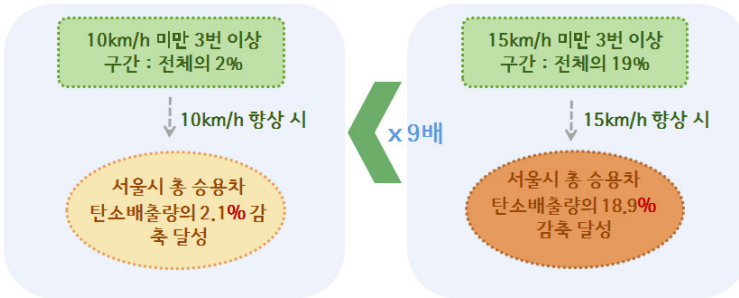 10km/h 미만 3번 이상
구간 : 전체의 2%
10km/h 향상 시
서울시 총 승용차
탄소배출량의 2.1% 감
축 달성
x 9배
15km/h 미만 3번 이상
구간 : 전체의 19%
15km/h 향상 시
서울시 총 승용차
탄소배출량의 18.9%
감축 달성